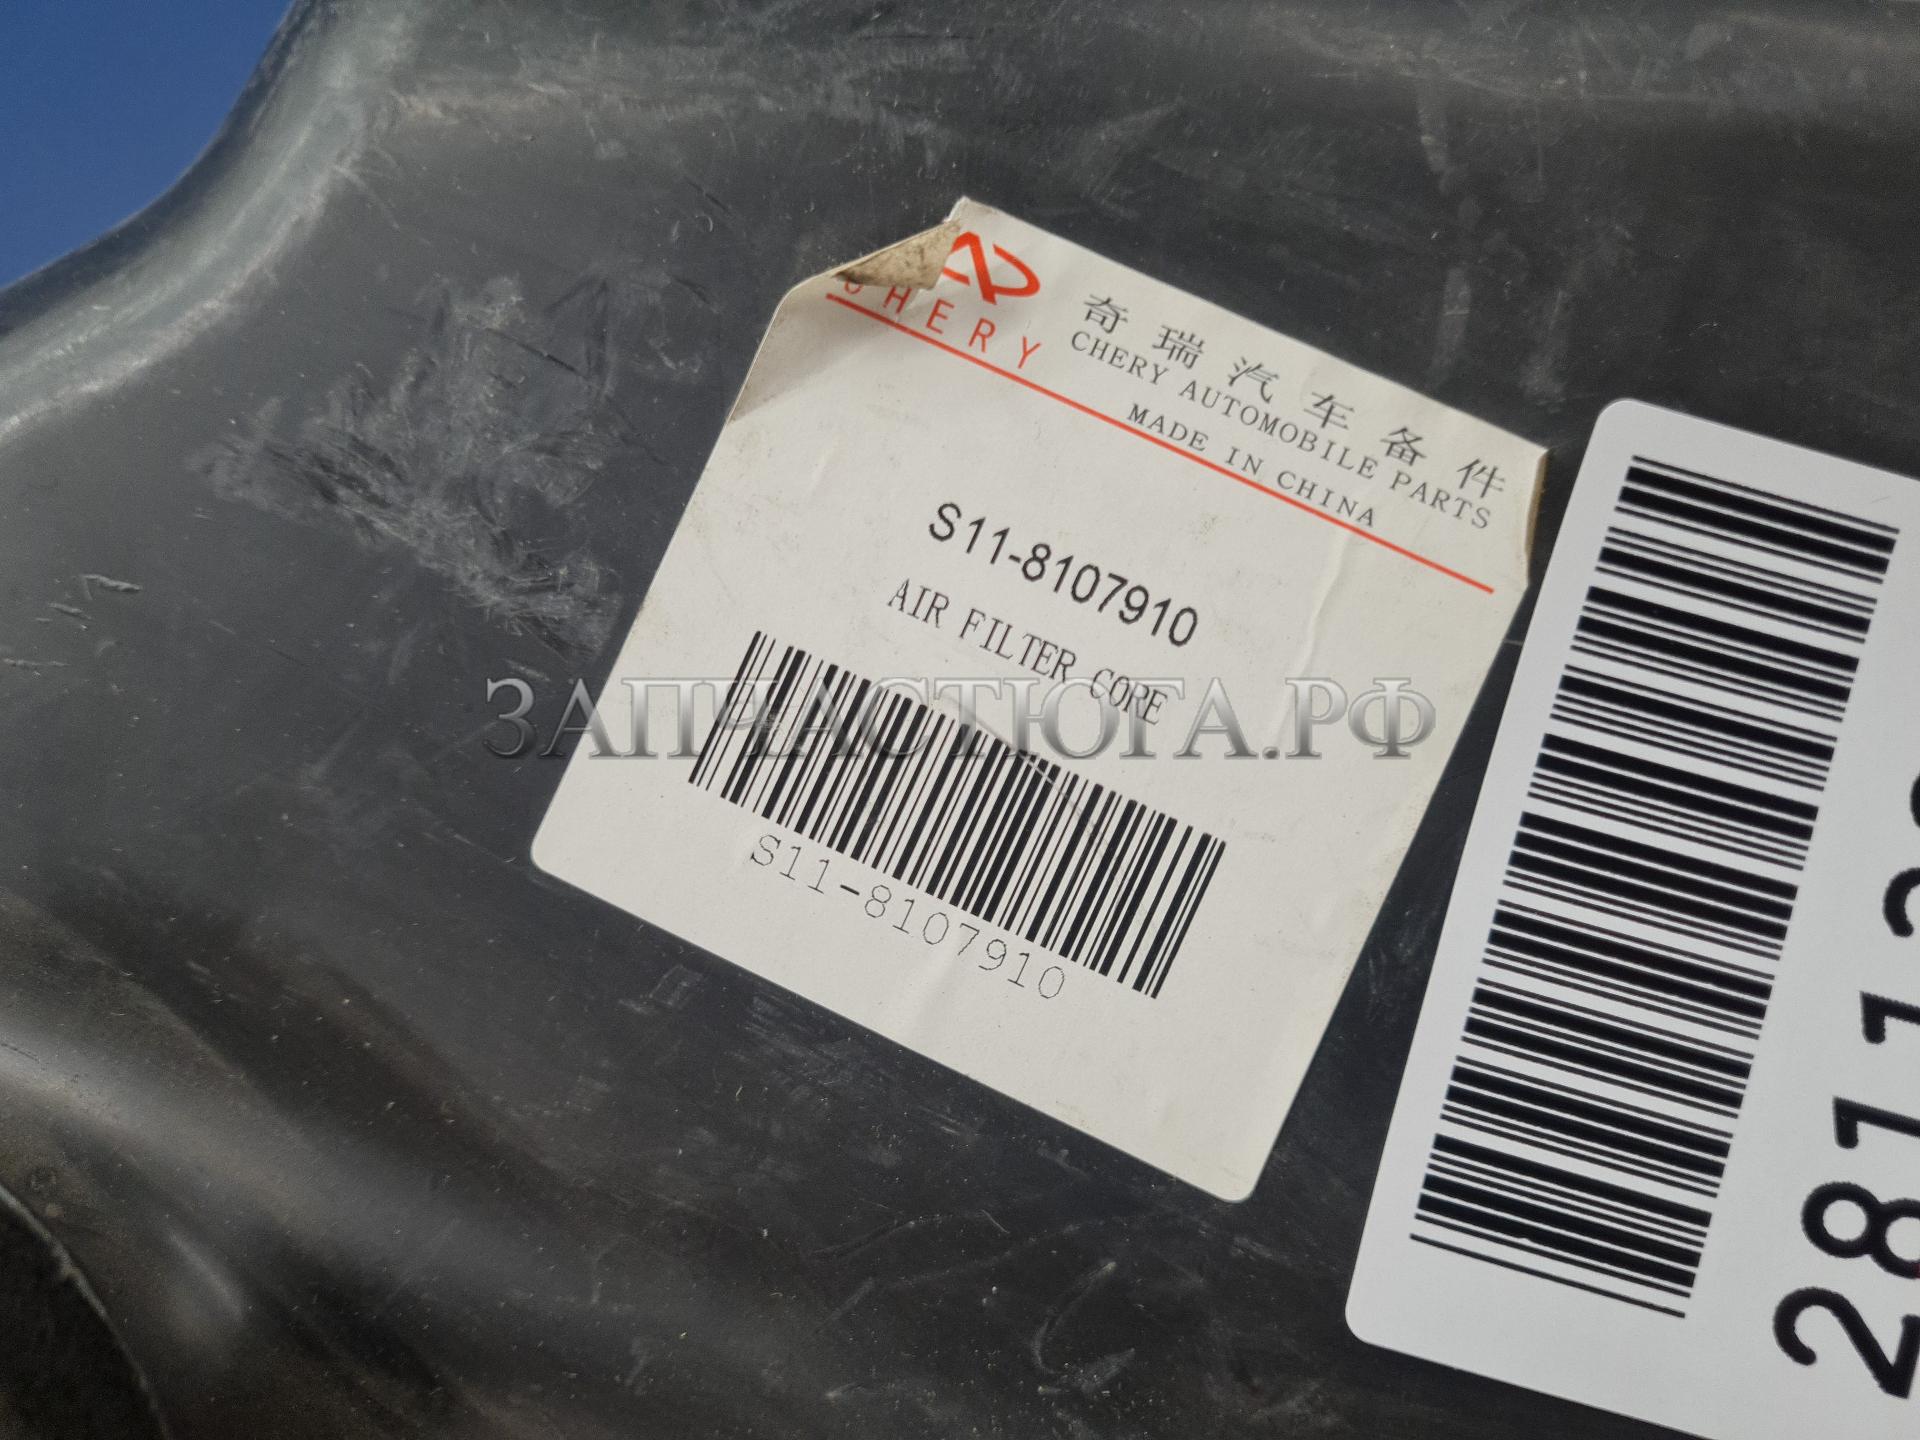 CHERY
奇瑞汽车备件
CHERY AUTOMOBILE PARTS
MADE IN CHINA
S11-8107910
AIR FILTER CORE
ЗАПЧАСТЮГА.РФ
S11-8107910